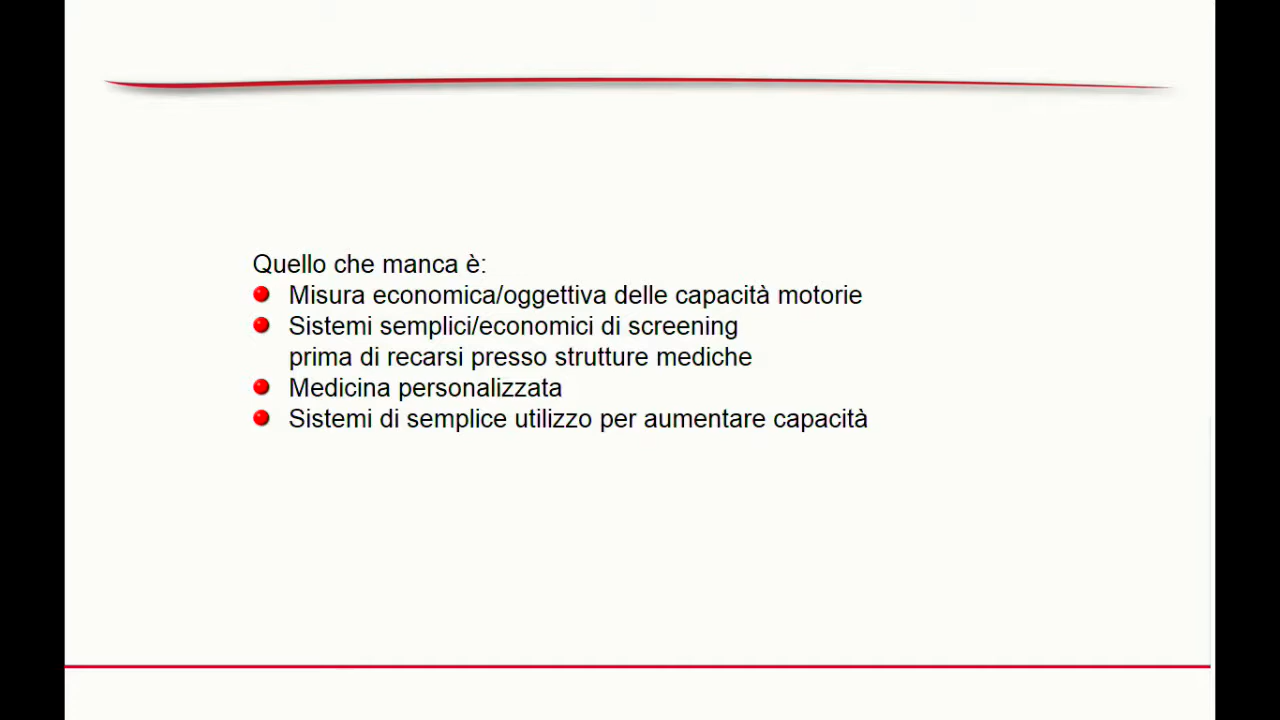 Quello che manca è:
Misura economica/oggettiva delle capacità motorie
Sistemi semplici/economici di screening
prima di recarsi presso strutture mediche
Medicina personalizzata
Sistemi di semplice utilizzo per aumentare capacità